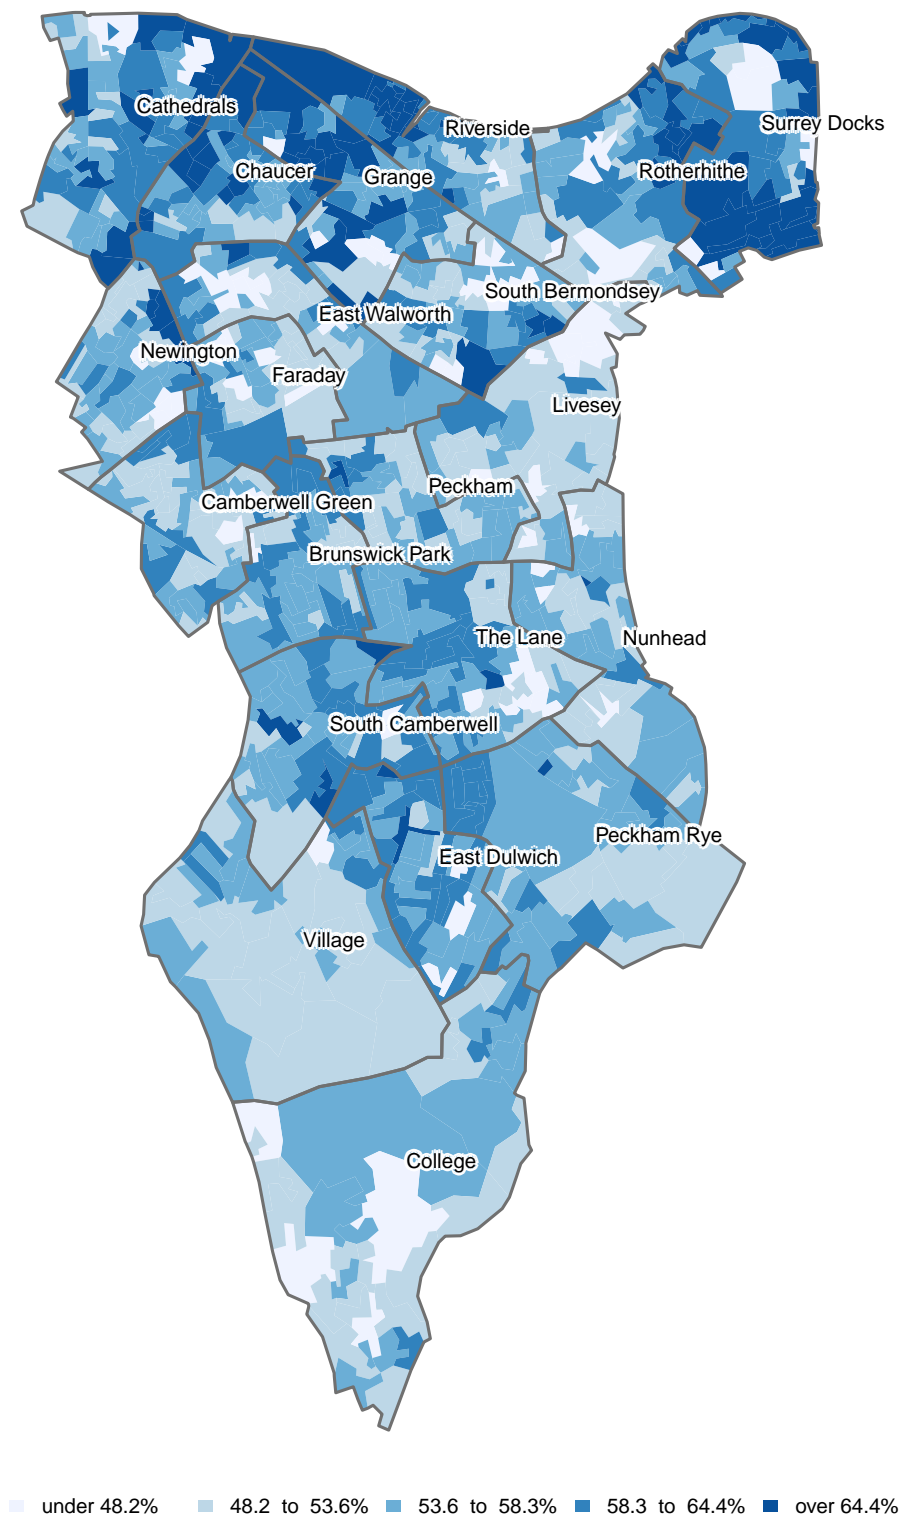 Cathedrals
Riverside
Surrey Docks
Chaucer
Grange
Rotherhithe
South Bermondsey
East Walworth
Newington
Faraday
Livesey
Peckham
Camberwell Green
Brunswick Park
The Lane
Nunhead
South Camberwell
Peckham Rye
East Dulwich
Village
College
under 48.2% 48.2 to 53.6% 53.6 to 58.3% 58.3 to 64.4% over 64.4%